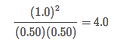 (1.0)² / (0.50)(0.50) = 4.0